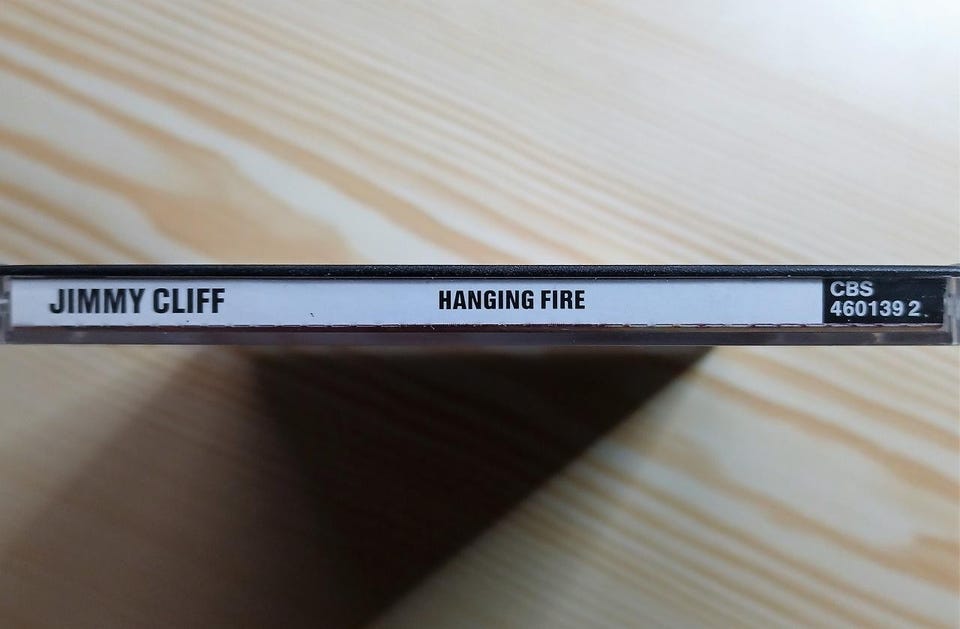 JIMMY CLIFF
HANGING FIRE
CBS
460139 2